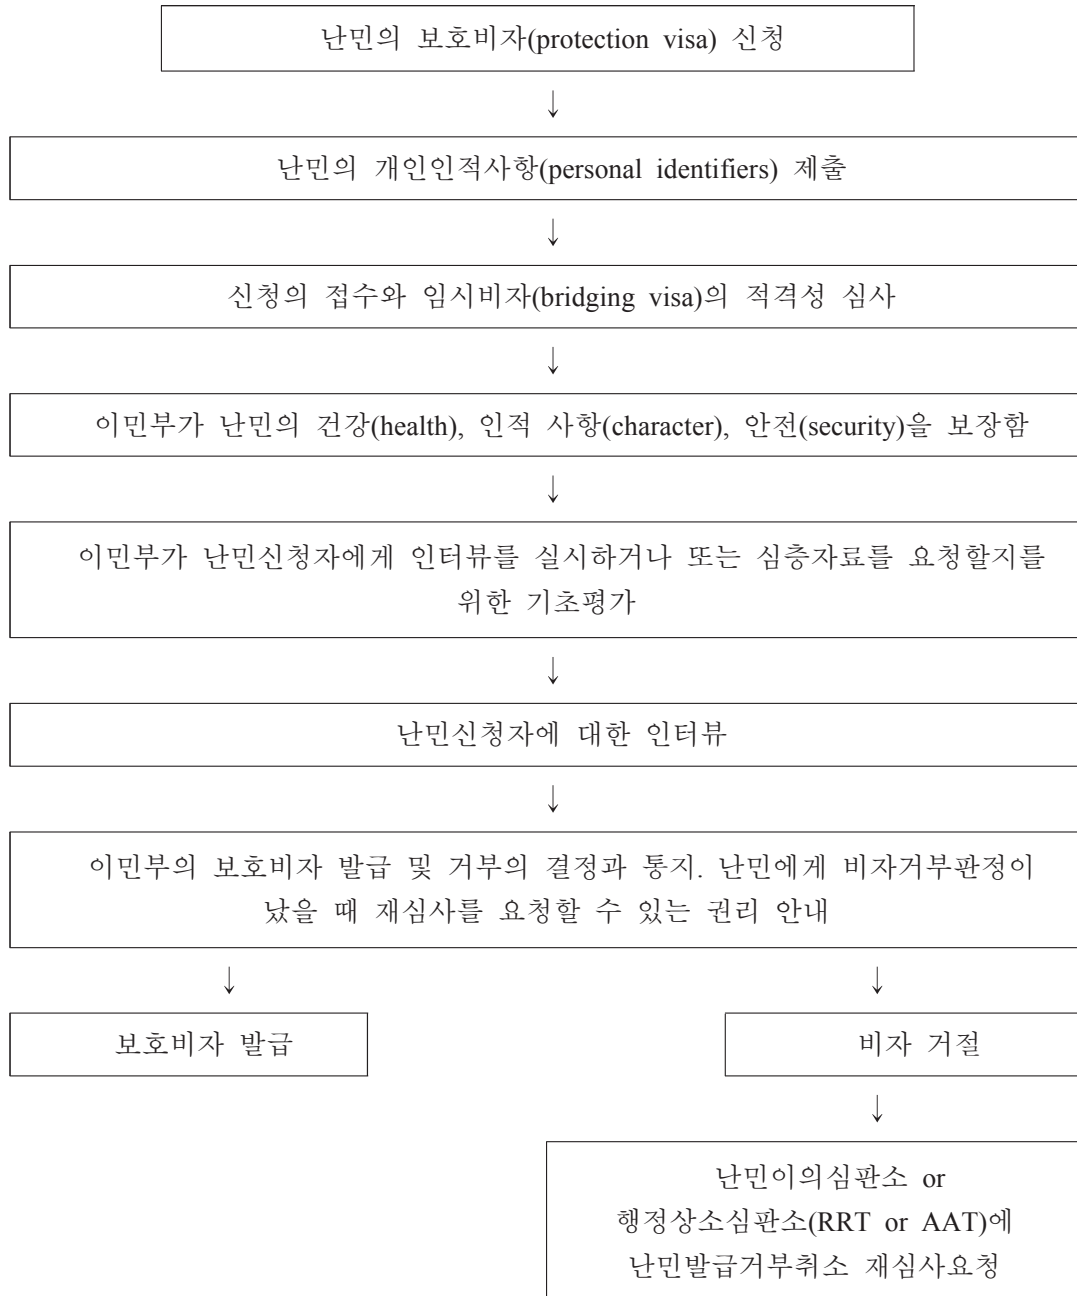 난민의 보호비자(protection visa) 신청
↓
난민의 개인인적사항(personal identifiers) 제출
↓
신청의 접수와 임시비자(bridging visa)의 적격성 심사
↓
이민부가 난민의 건강(health), 인적 사항(character), 안전(security)을 보장함
↓
이민부가 난민신청자에게 인터뷰를 실시하거나 또는 심층자료를 요청할지를
위한 기초평가
↓
난민신청자에 대한 인터뷰
↓
이민부의 보호비자 발급 및 거부의 결정과 통지. 난민에게 비자거부판정이
났을 때 재심사를 요청할 수 있는 권리 안내
↓ ↓
보호비자 발급 비자 거절
↓
난민이의심판소 or
행정상소심판소(RRT or AAT)에
난민발급거부취소 재심사요청